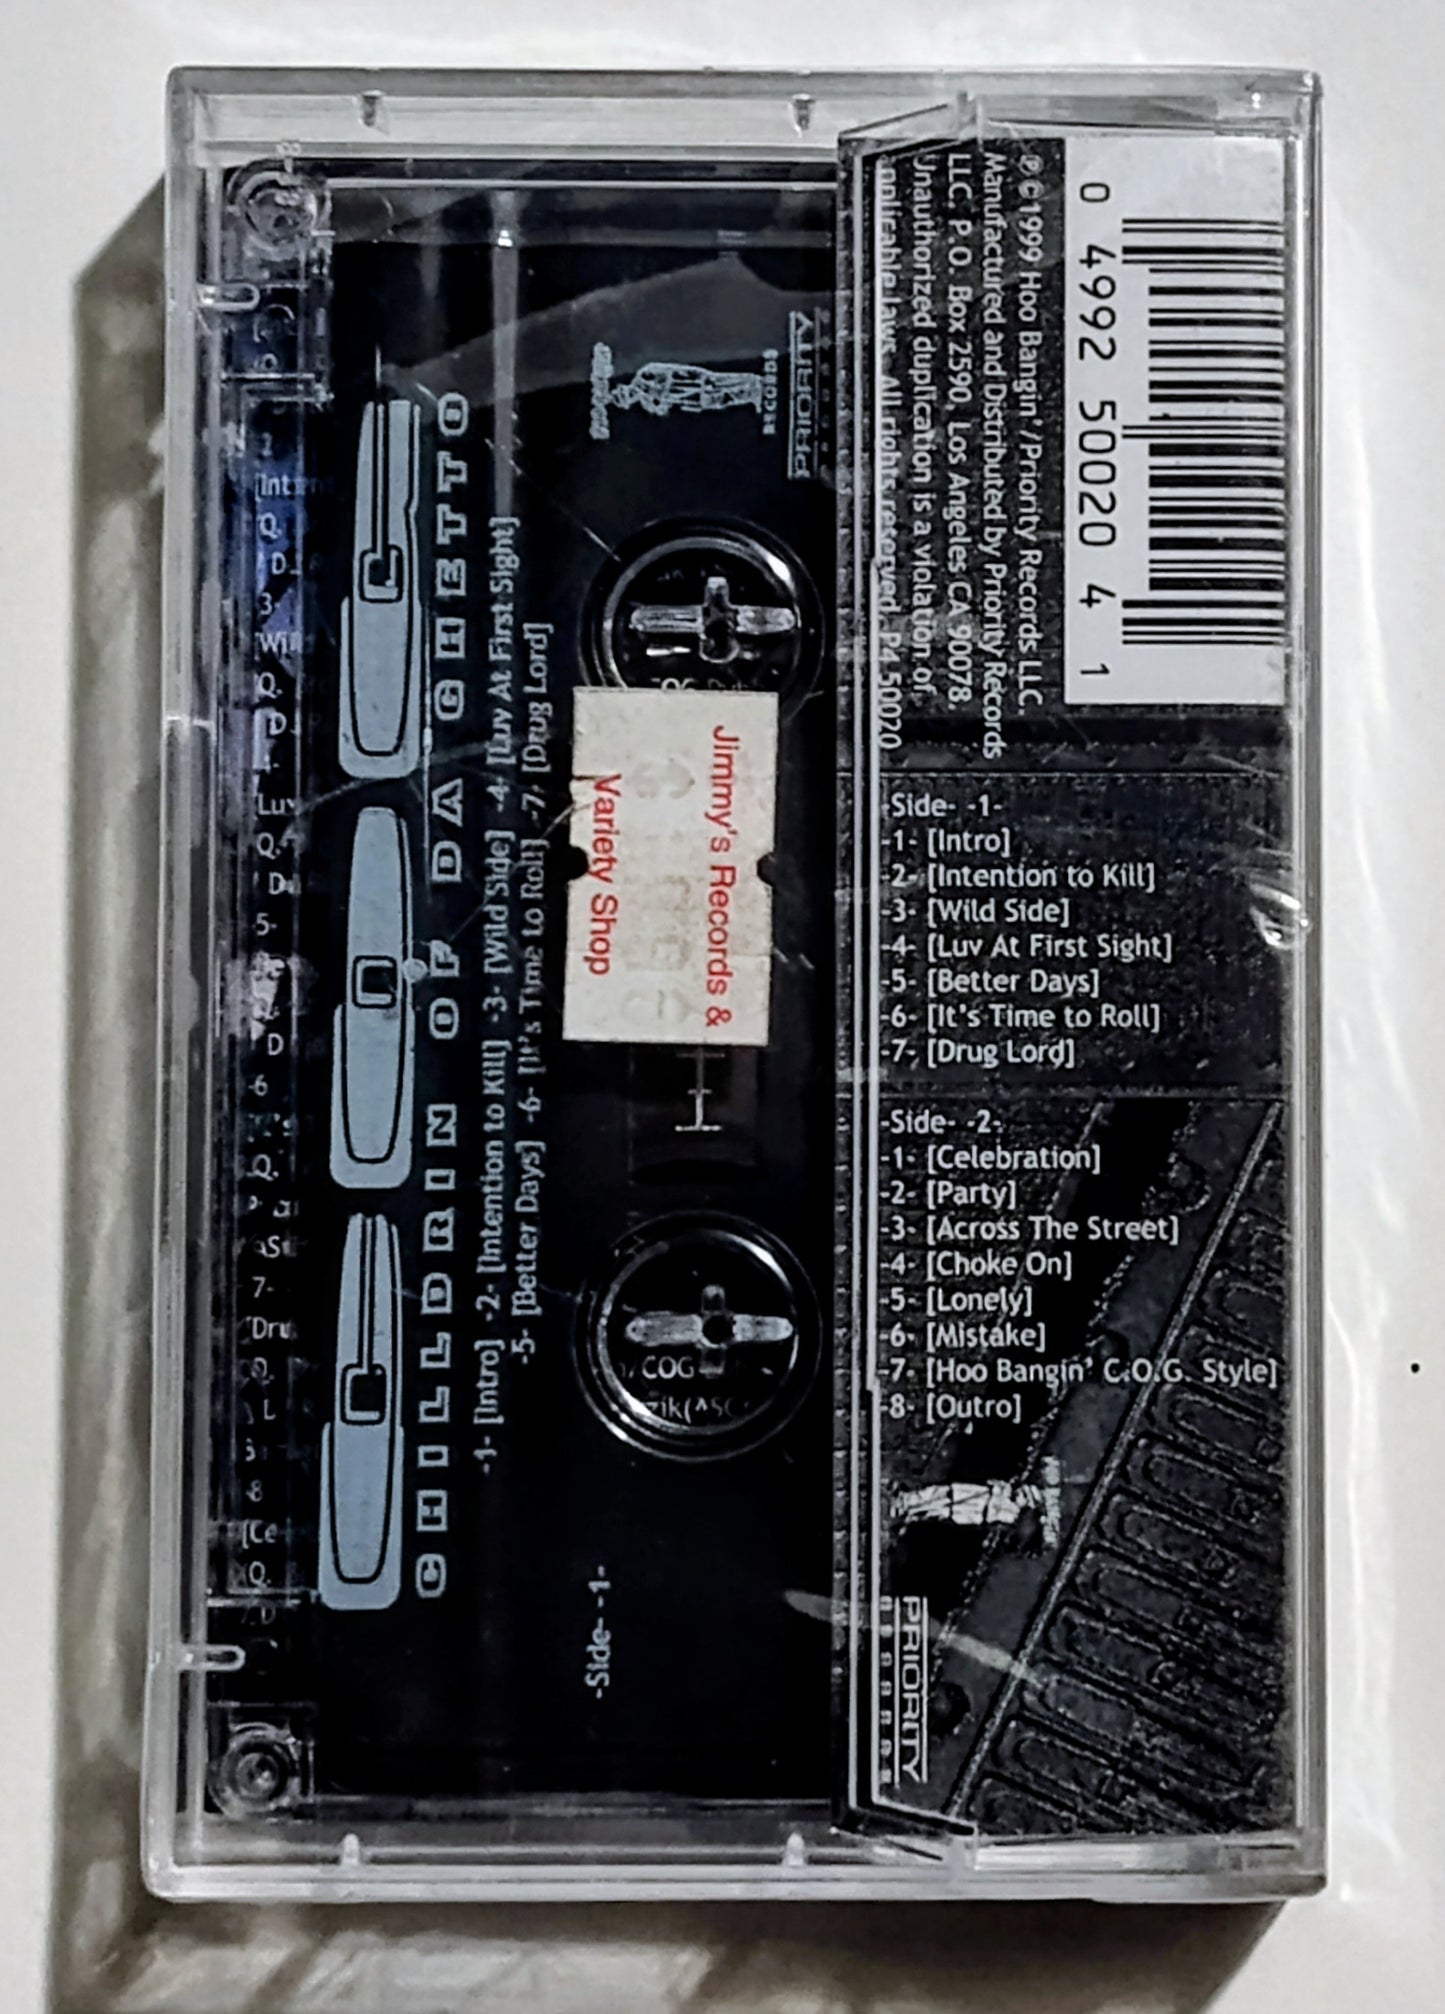 0 4992 50020 4 1
℗©1999 Hoo Bangin'/Priority Records LLC.
Manufactured and Distributed by Priority Records
LLC. P.O. Box 2590, Los Angeles CA 90078.
Unauthorized duplication is a violation of
applicable laws. All rights reserved. P4 50020
-Side- -1-
-1- [Intro]
-2- [Intention to Kill]
-3- [Wild Side]
-4- [Luv At First Sight]
-5- [Better Days]
-6- [It's Time to Roll]
-7- [Drug Lord]
-Side- -2-
-1- [Celebration]
-2- [Party]
-3- [Across The Street]
-4- [Choke On]
-5- [Lonely]
-6- [Mistake]
-7- [Hoo Bangin' C.O.G. Style]
-8- [Outro]
PRIORITY
RECORDS
CHILLDRIN OF DA GHETTO
-1- [Intro] -2- [Intention to Kill] -3- [Wild Side] -4- [Luv At First Sight]
-5- [Better Days] -6- [It's Time to Roll] -7- [Drug Lord]
-Side- -1-
RECORDS
PRIORITY
RECORDS
Jimmy's Records &
Variety Shop
COG